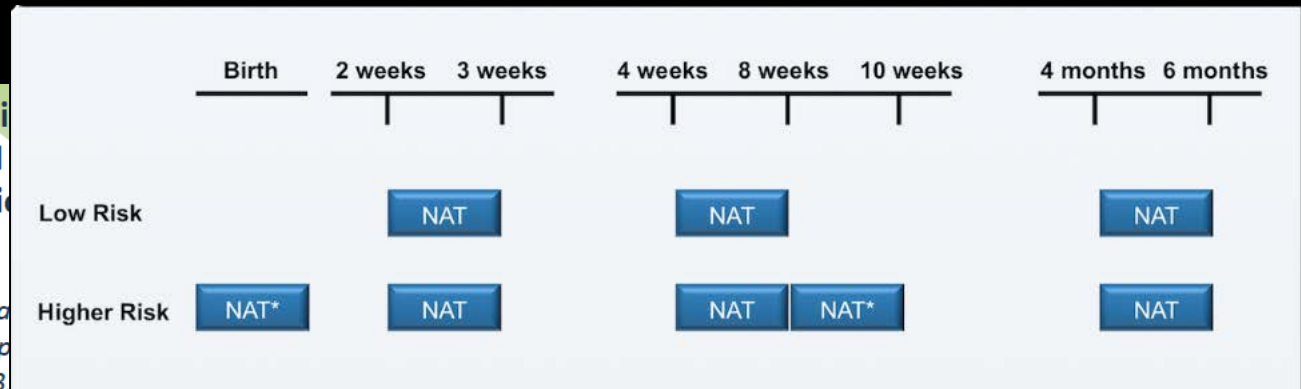 Birth 2 weeks 3 weeks 4 weeks 8 weeks 10 weeks 4 months 6 months
Low Risk NAT NAT NAT
Higher Risk NAT* NAT NAT NAT* NAT